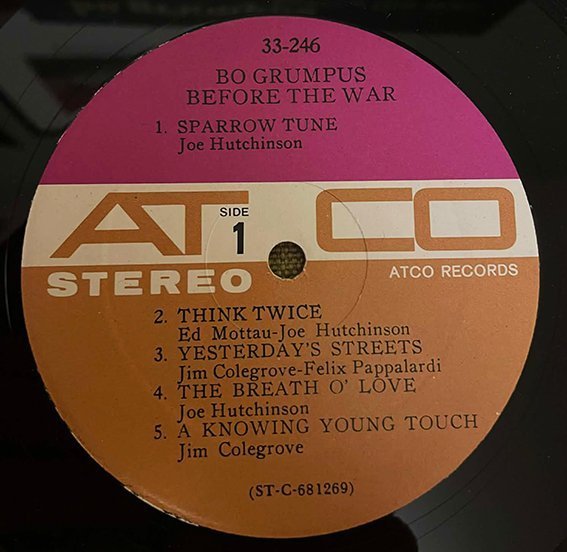 33-246
BO GRUMPUS
BEFORE THE WAR
1. SPARROW TUNE
Joe Hutchinson
ATCO
SIDE
1
STEREO
ATCO RECORDS
2. THINK TWICE
Ed Mottau-Joe Hutchinson
3. YESTERDAY'S STREETS
Jim Colegrove-Felix Pappalardi
4. THE BREATH O' LOVE
Joe Hutchinson
5. A KNOWING YOUNG TOUCH
Jim Colegrove
(ST-C-681269)